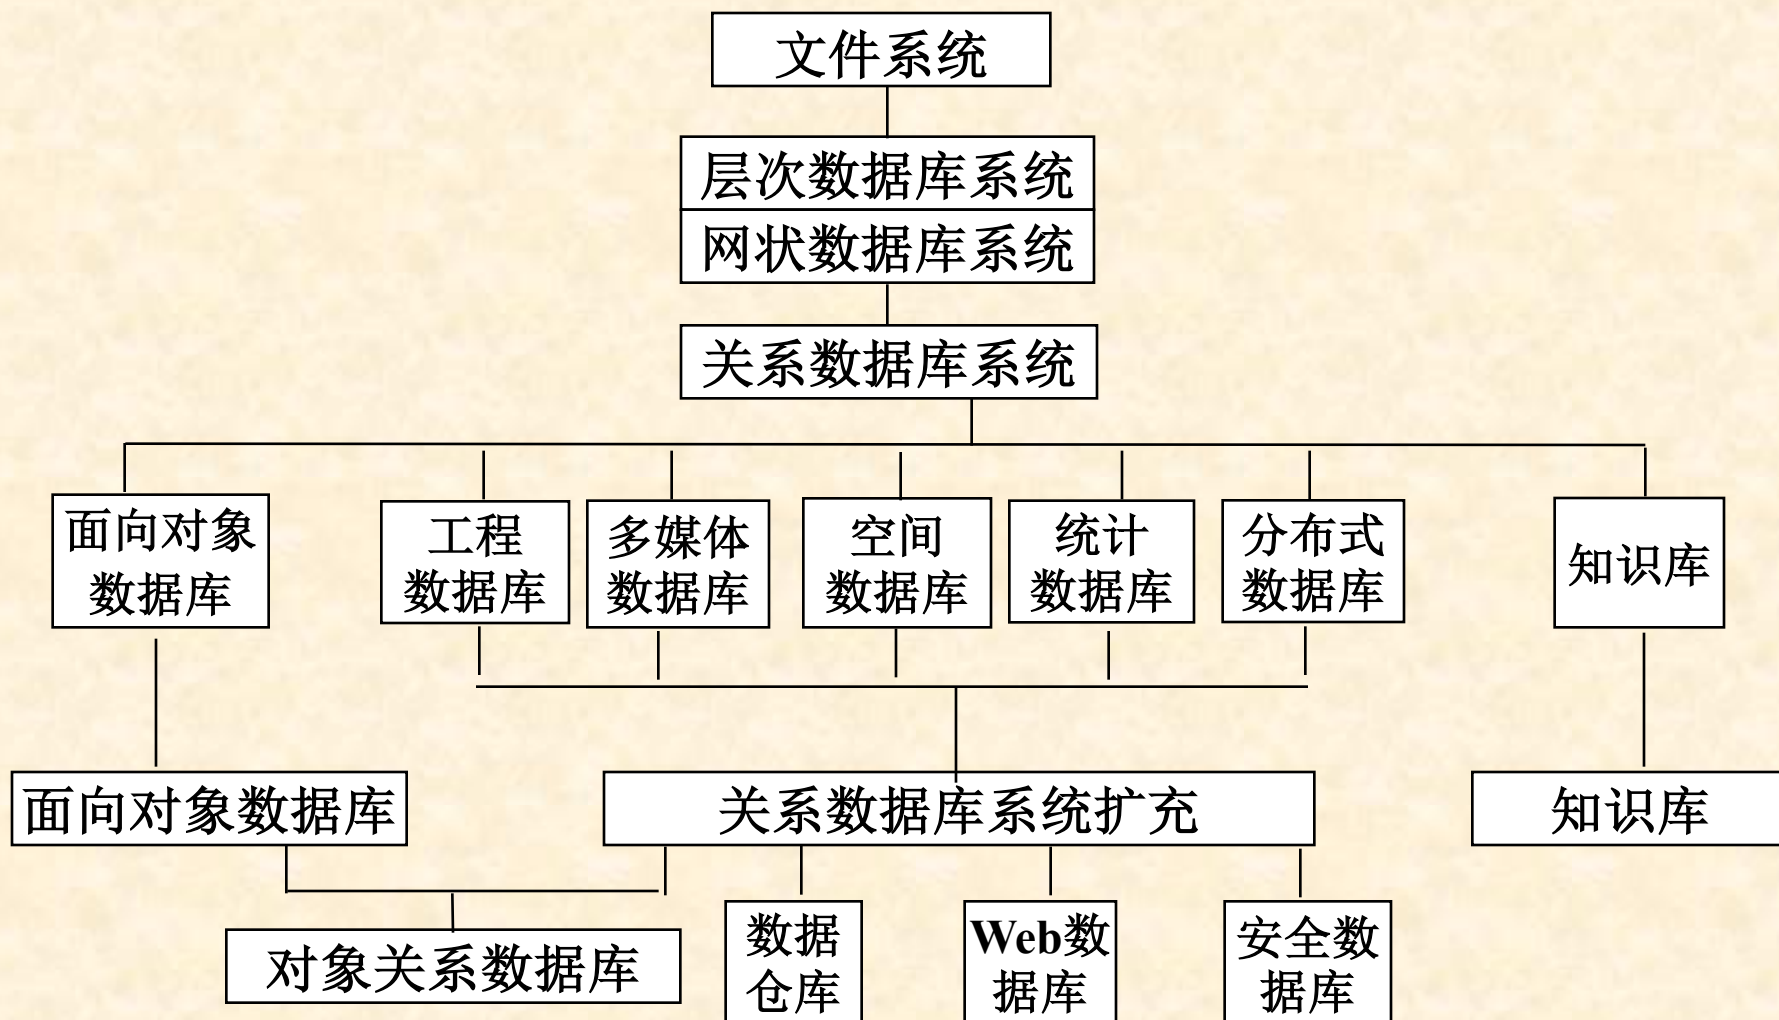 文件系统
层次数据库系统
网状数据库系统
关系数据库系统
面向对象
数据库
工程
数据库
多媒体
数据库
空间
数据库
统计
数据库
分布式
数据库
知识库
面向对象数据库
关系数据库系统扩充
知识库
对象关系数据库
数据
仓库
Web数
据库
安全数
据库